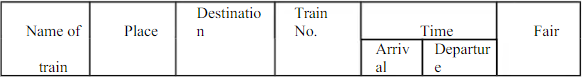 Name of train
Place
Destinatio
n
Train
No.
Time
Arriv
al
Departur
e
Fair